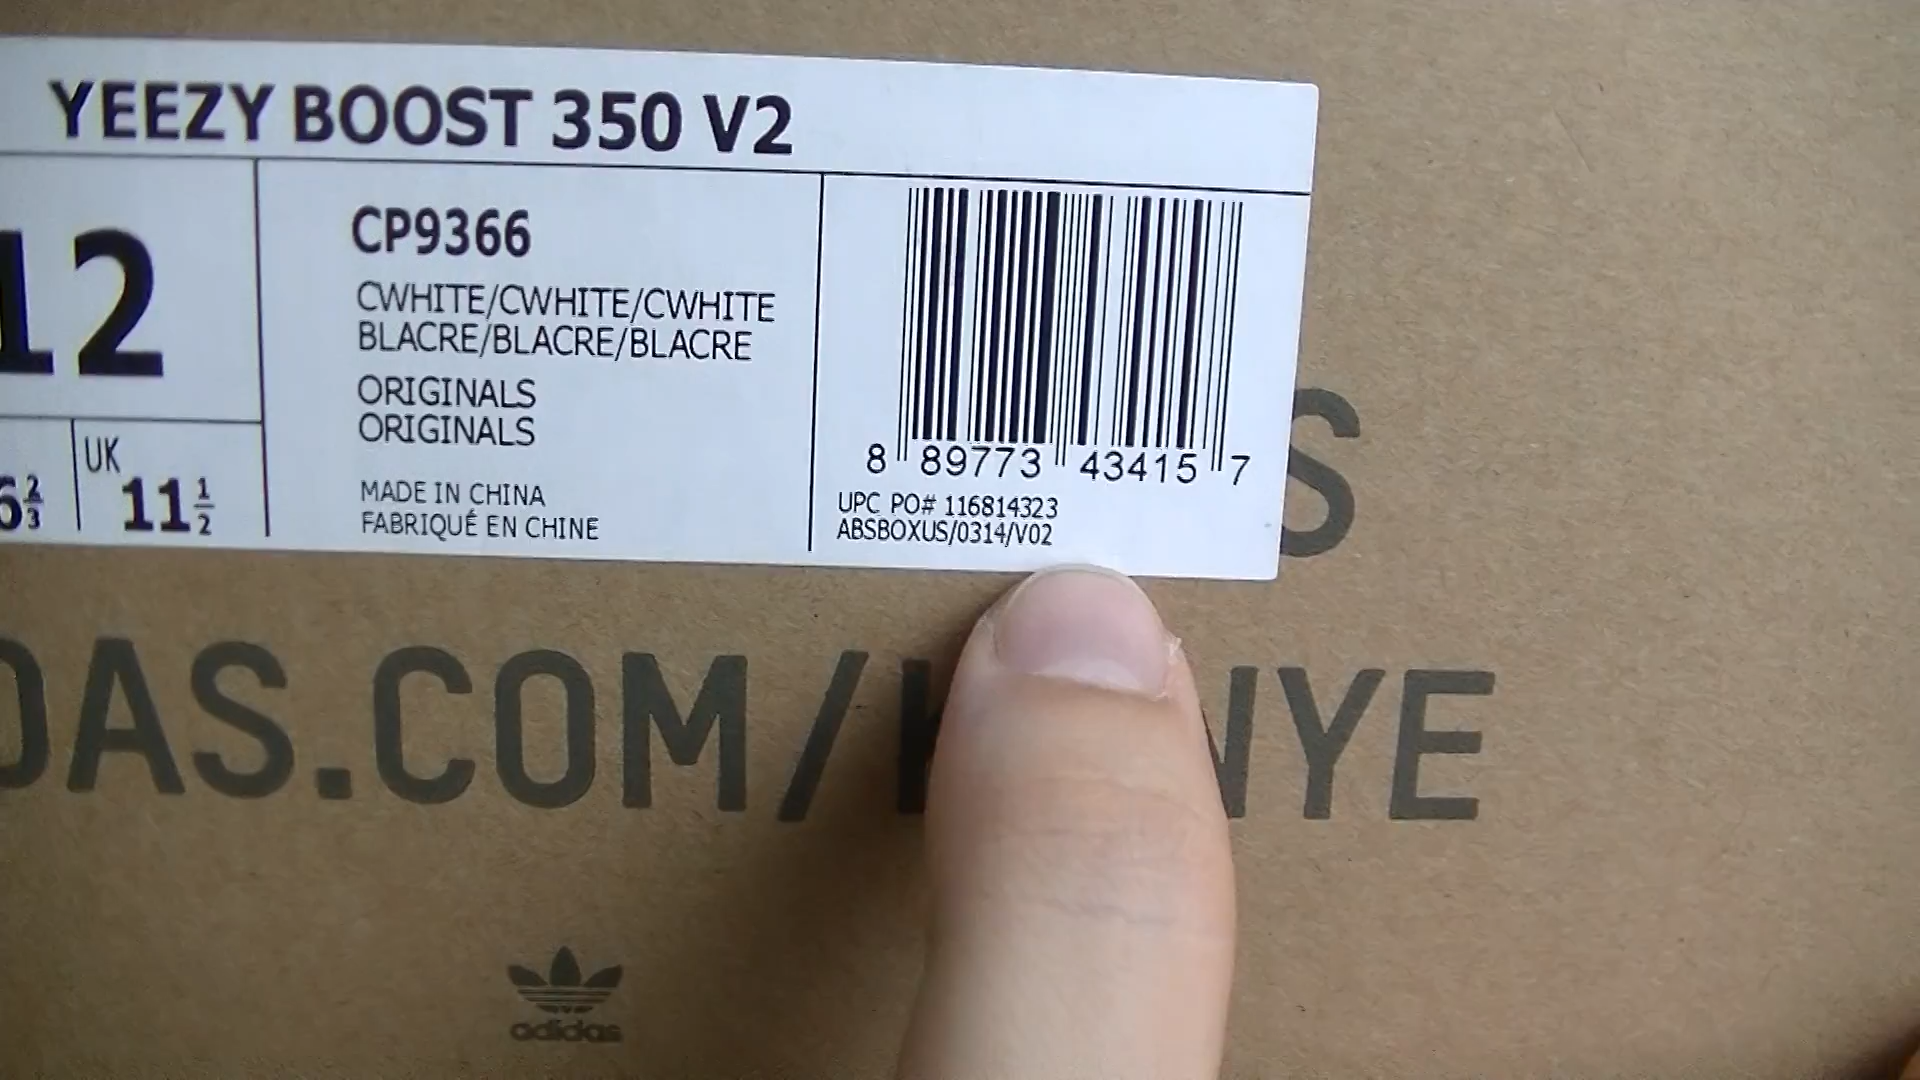 YEEZY BOOST 350 V2
12
UK
11½
CP9366
CWHITE/CWHITE/CWHITE
BLACRE/BLACRE/BLACRE
ORIGINALS
ORIGINALS
MADE IN CHINA
FABRIQUÉ EN CHINE
8 89773 43415 7
UPC PO# 116814323
ABSBOXUS/0314/V02
DAS.COM/K NYE
adidas